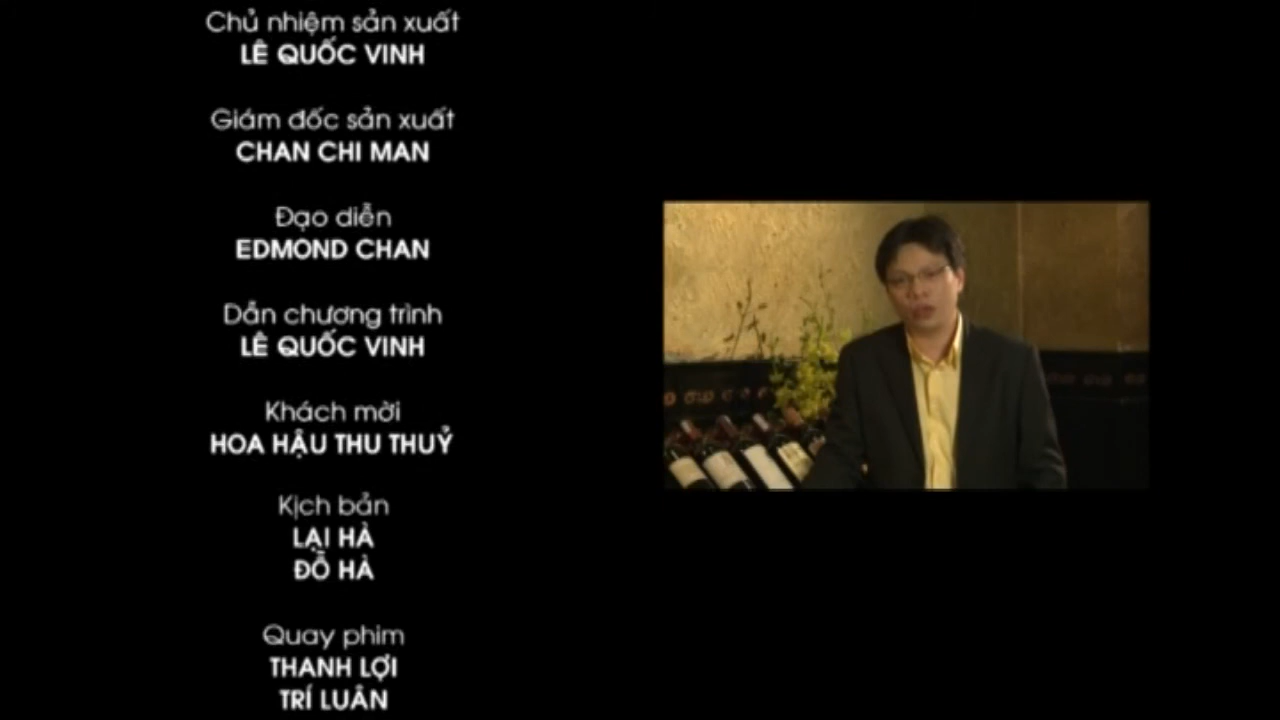 Chủ nhiệm sản xuất
LÊ QUỐC VINH
Giám đốc sản xuất
CHAN CHI MAN
Đạo diễn
EDMOND CHAN
Dẫn chương trình
LÊ QUỐC VINH
Khách mời
HOA HẬU THU THUỶ
Kịch bản
LẠI HÀ
ĐỖ HÀ
Quay phim
THANH LỢI
TRÍ LUÂN